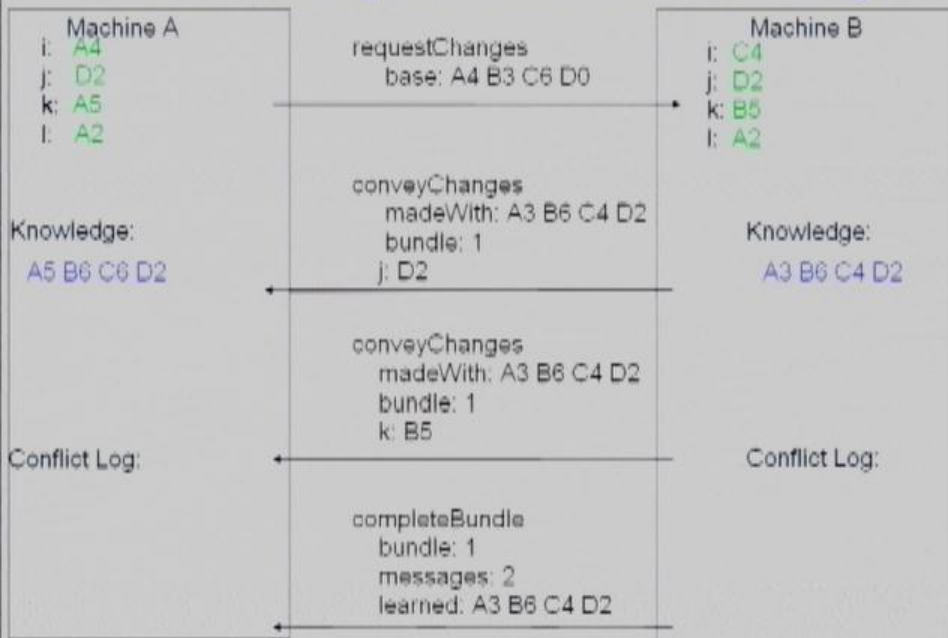 Machine A
i: A4
j: D2
k: A5
l: A2
Knowledge:
A5 B6 C6 D2
Conflict Log:
requestChanges
base: A4 B3 C6 D0
conveyChanges
madeWith: A3 B6 C4 D2
bundle: 1
j: D2
conveyChanges
madeWith: A3 B6 C4 D2
bundle: 1
k: B5
completeBundle
bundle: 1
messages: 2
learned: A3 B6 C4 D2
Machine B
i: C4
j: D2
k: B5
l: A2
Knowledge:
A3 B6 C4 D2
Conflict Log: